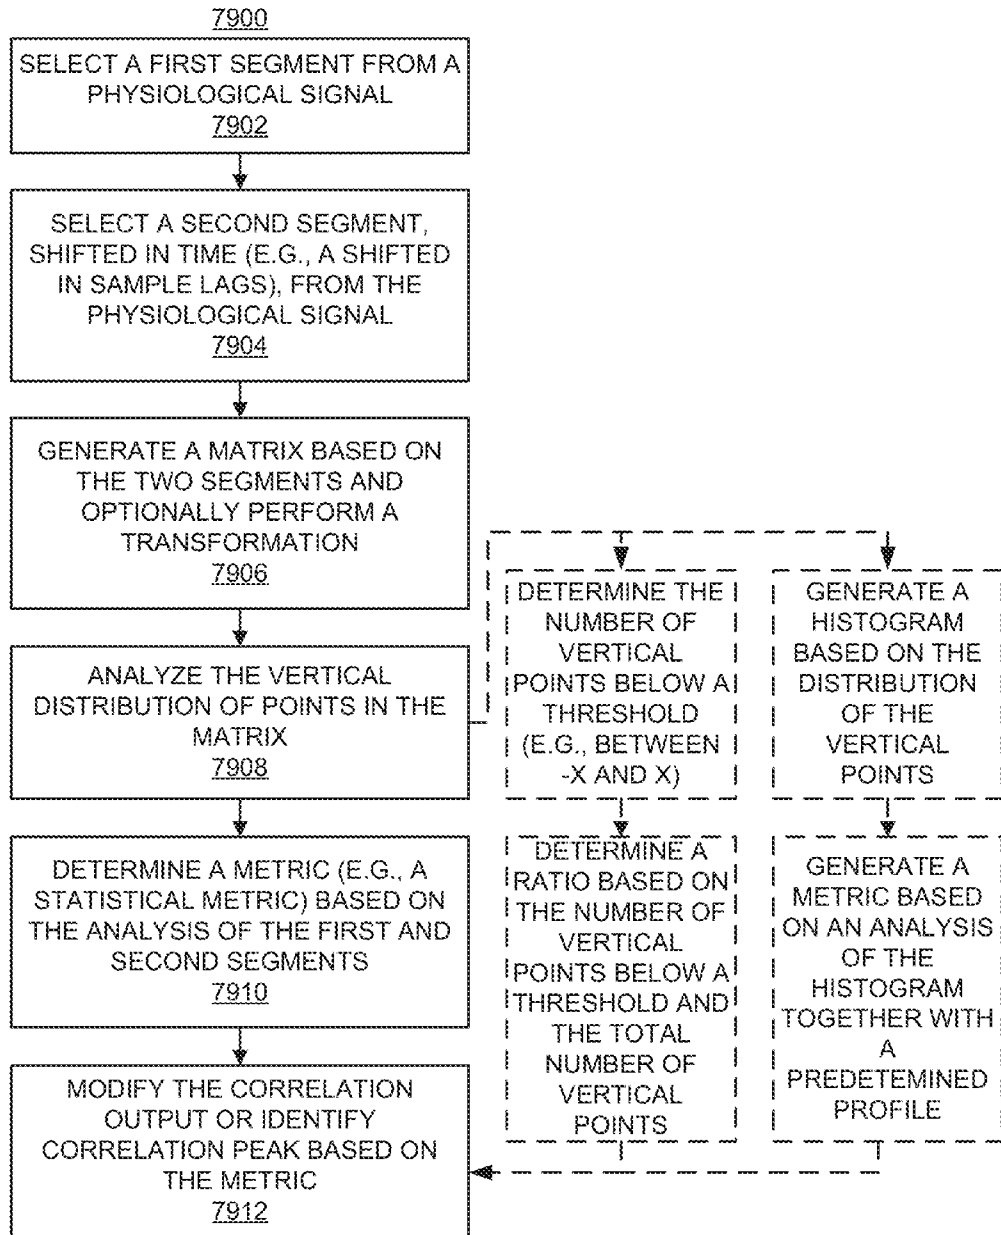 7900
SELECT A FIRST SEGMENT FROM A
PHYSIOLOGICAL SIGNAL
7902
SELECT A SECOND SEGMENT,
SHIFTED IN TIME (E.G., A SHIFTED
IN SAMPLE LAGS), FROM THE
PHYSIOLOGICAL SIGNAL
7904
GENERATE A MATRIX BASED ON
THE TWO SEGMENTS AND
OPTIONALLY PERFORM A
TRANSFORMATION
7906
ANALYZE THE VERTICAL
DISTRIBUTION OF POINTS IN THE
MATRIX
7908
DETERMINE A METRIC (E.G., A
STATISTICAL METRIC) BASED ON
THE ANALYSIS OF THE FIRST AND
SECOND SEGMENTS
7910
MODIFY THE CORRELATION
OUTPUT OR IDENTIFY
CORRELATION PEAK BASED ON
THE METRIC
7912
DETERMINE THE
NUMBER OF
VERTICAL
POINTS BELOW A
THRESHOLD
(E.G., BETWEEN
-X AND X)
DETERMINE A
RATIO BASED ON
THE NUMBER OF
VERTICAL
POINTS BELOW A
THRESHOLD AND
THE TOTAL
NUMBER OF
VERTICAL
POINTS
GENERATE A
HISTOGRAM
BASED ON THE
DISTRIBUTION
OF THE
VERTICAL
POINTS
GENERATE A
METRIC BASED
ON AN ANALYSIS
OF THE
HISTOGRAM
TOGETHER WITH
A
PREDETEMINED
PROFILE